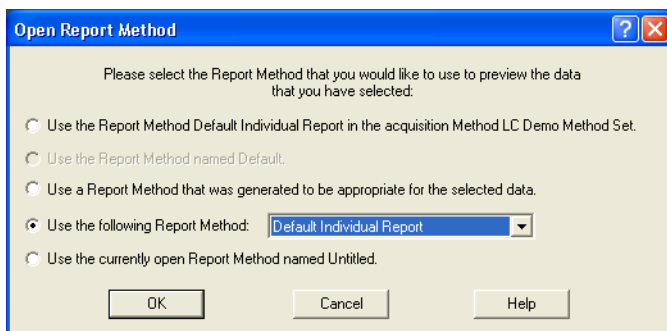 Open Report Method
Please select the Report Method that you would like to use to preview the data
that you have selected:
Use the Report Method Default Individual Report in the acquisition Method LC Demo Method Set.
Use the Report Method named Default.
Use a Report Method that was generated to be appropriate for the selected data.
Use the following Report Method: Default Individual Report
Use the currently open Report Method named Untitled.
OK Cancel Help